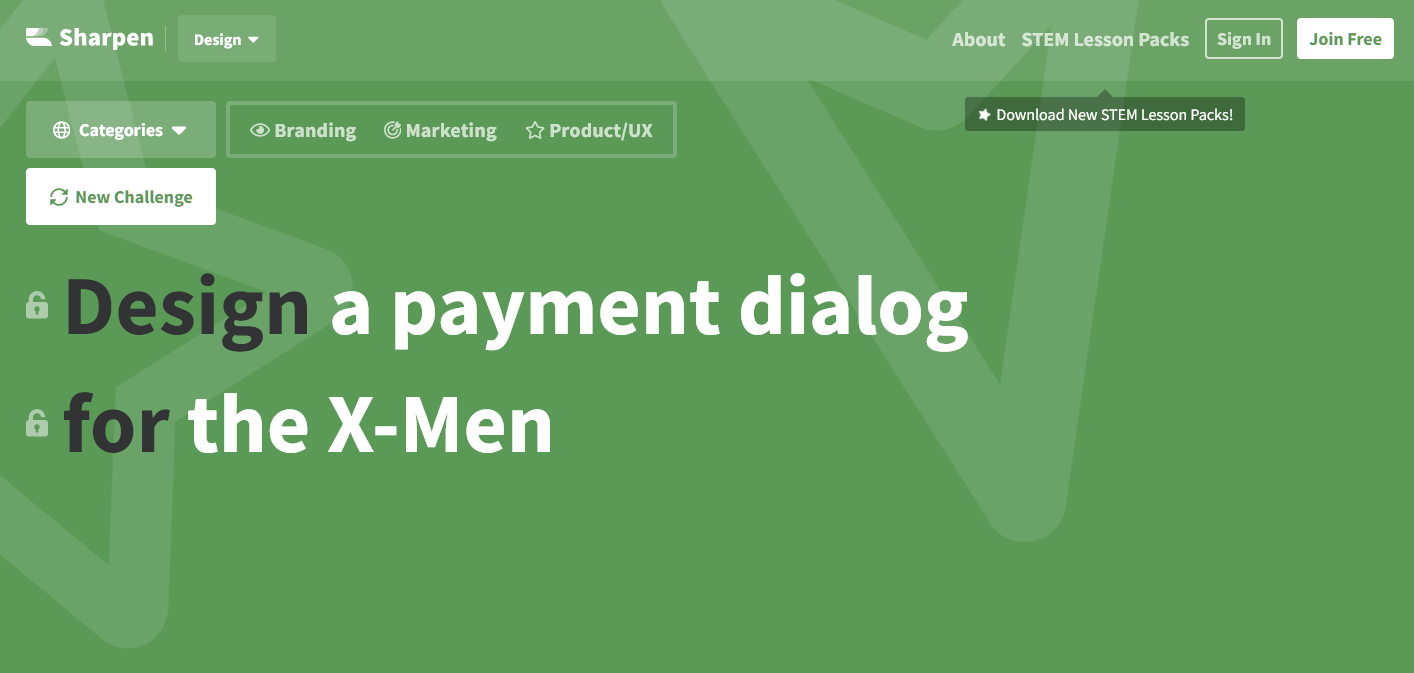 Sharpen
Design
About
STEM Lesson Packs
Sign In
Join Free
Categories
Branding
Marketing
Product/UX
Download New STEM Lesson Packs!
New Challenge
Design a payment dialog
for the X-Men